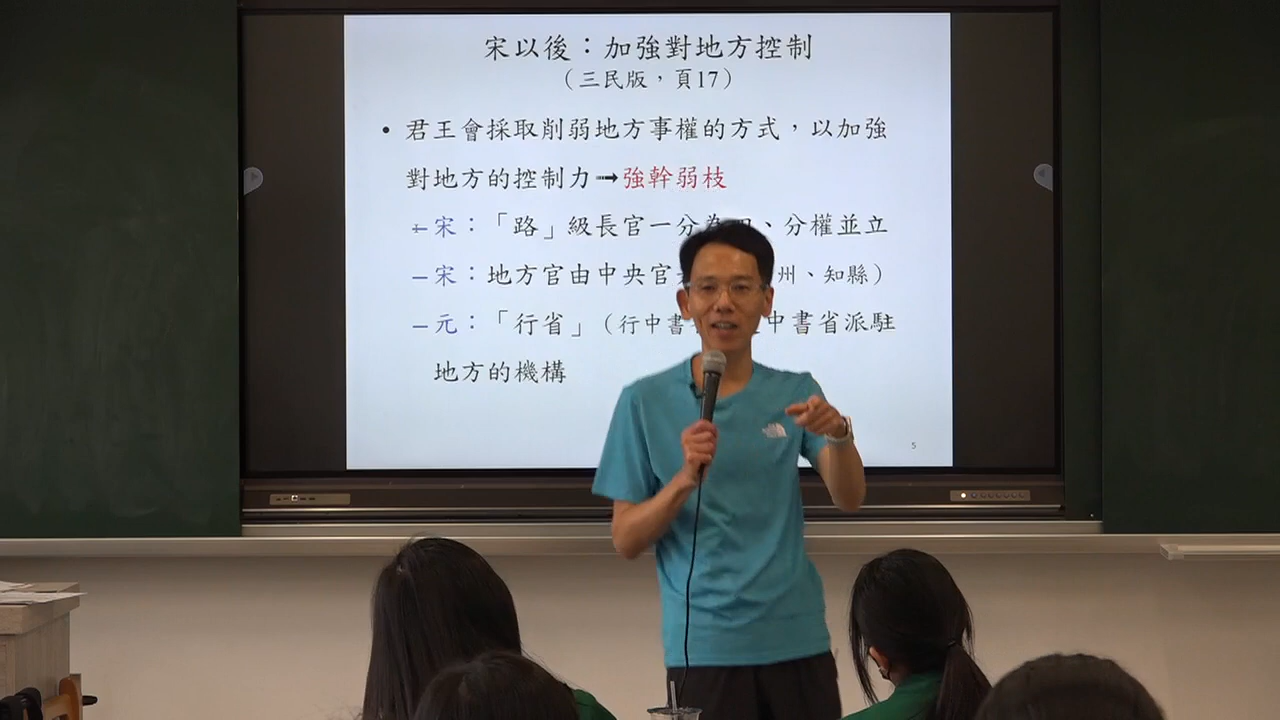 宋以後：加強對地方控制
（三民版，頁17）
• 君王會採取削弱地方事權的方式，以加強
對地方的控制力➞強幹弱枝
–宋：「路」級長官一分為四、分權並立
–宋：地方官由中央官 州、知縣）
–元：「行省」（行中書 中書省派駐
地方的機構
5